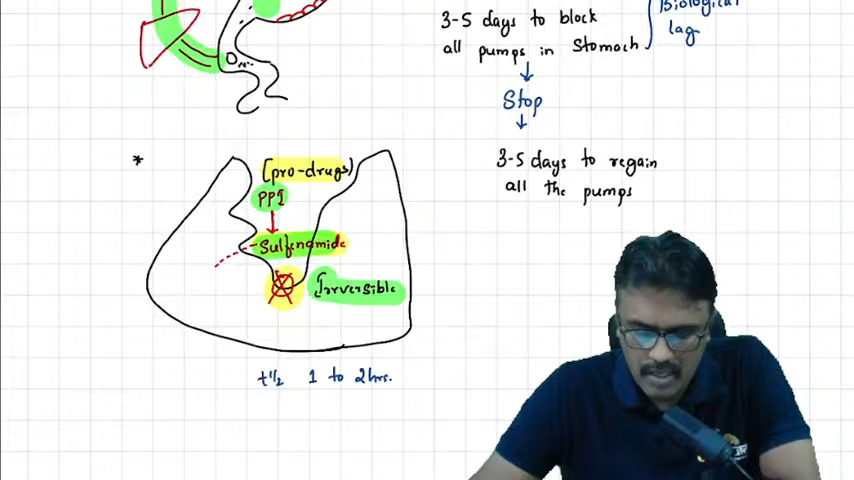 3-5 days to block
all pumps in Stomach
Biological
lag
Stop
3-5 days to regain
all the pumps
*
(pro-drugs)
PPI
Sulfenamide
Irrversible
t½ 1 to 2hrs.